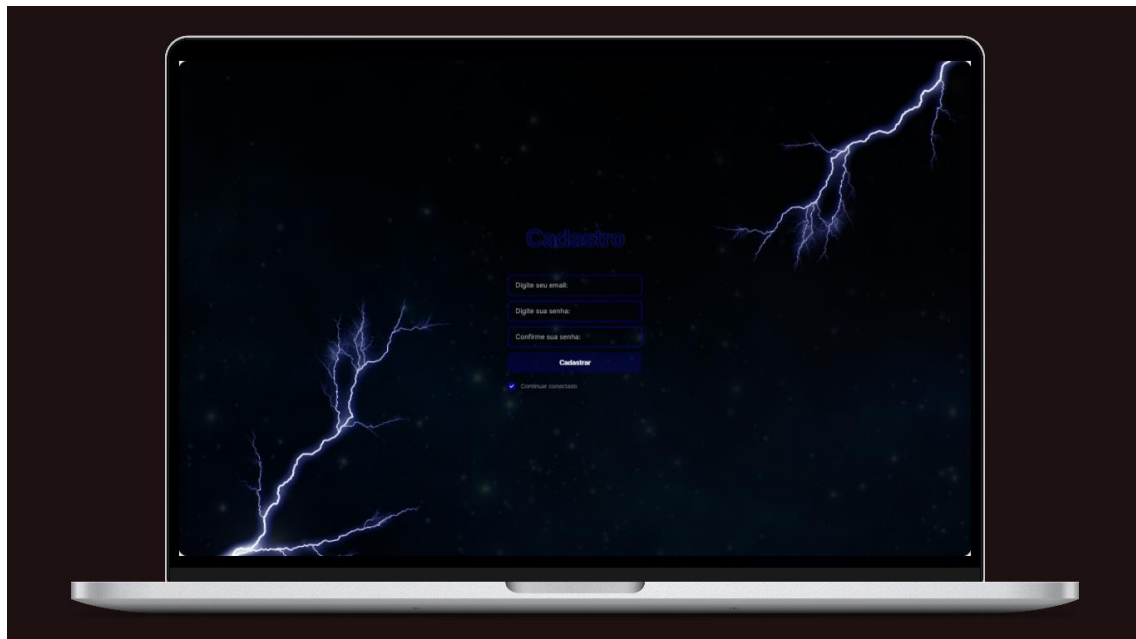 Cadastro
Digite seu email:
Digite sua senha:
Confirme sua senha:
Cadastrar
Continuar conectado